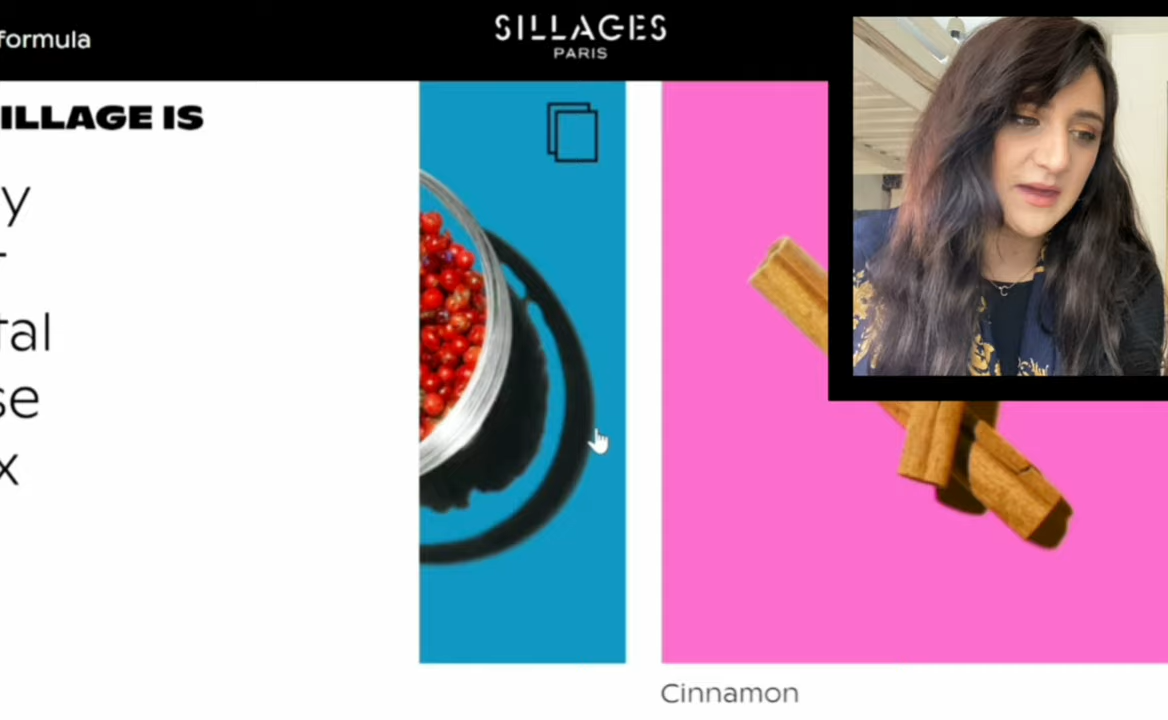 formula
SILLAGES
PARIS
ILLAGE IS
y
tal
se
x
Cinnamon